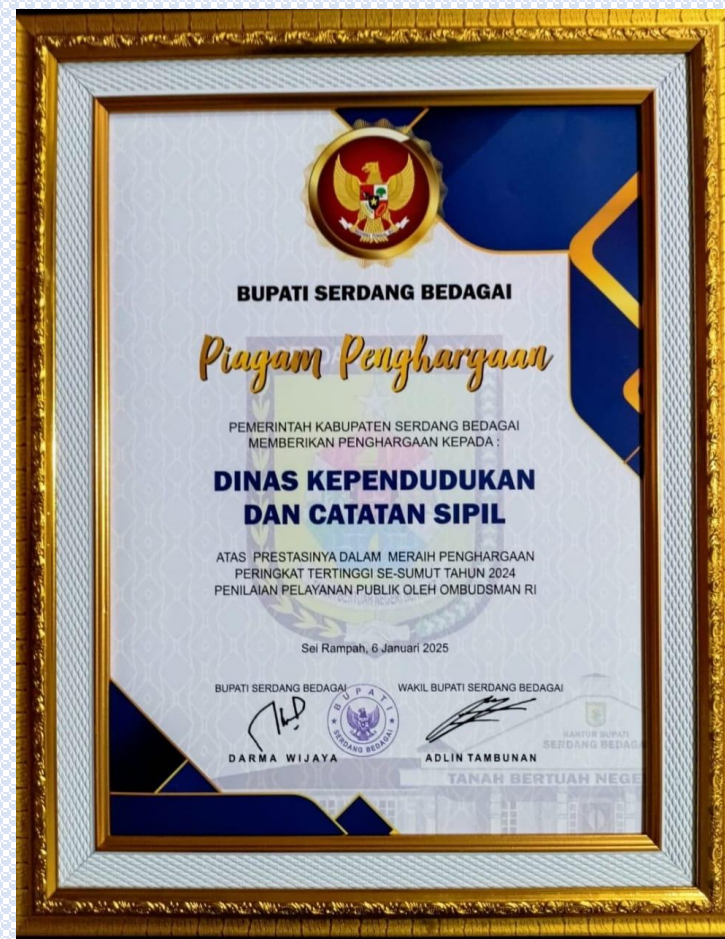 BUPATI SERDANG BEDAGAI
Piagam Penghargaan
PEMERINTAH KABUPATEN SERDANG BEDAGAI
MEMBERIKAN PENGHARGAAN KEPADA :
DINAS KEPENDUDUKAN
DAN CATATAN SIPIL
ATAS PRESTASINYA DALAM MERAIH PENGHARGAAN
PERINGKAT TERTINGGI SE-SUMUT TAHUN 2024
PENILAIAN PELAYANAN PUBLIK OLEH OMBUDSMAN RI
Sei Rampah, 6 Januari 2025
BUPATI SERDANG BEDAGAI
WAKIL BUPATI SERDANG BEDAGAI
BUPATI
SERDANG BEDAGAI
KANTOR BUPATI
SERDANG BEDAGA
DARMA WIJAYA
ADLIN TAMBUNAN
TANAH BERTUAH NEGE